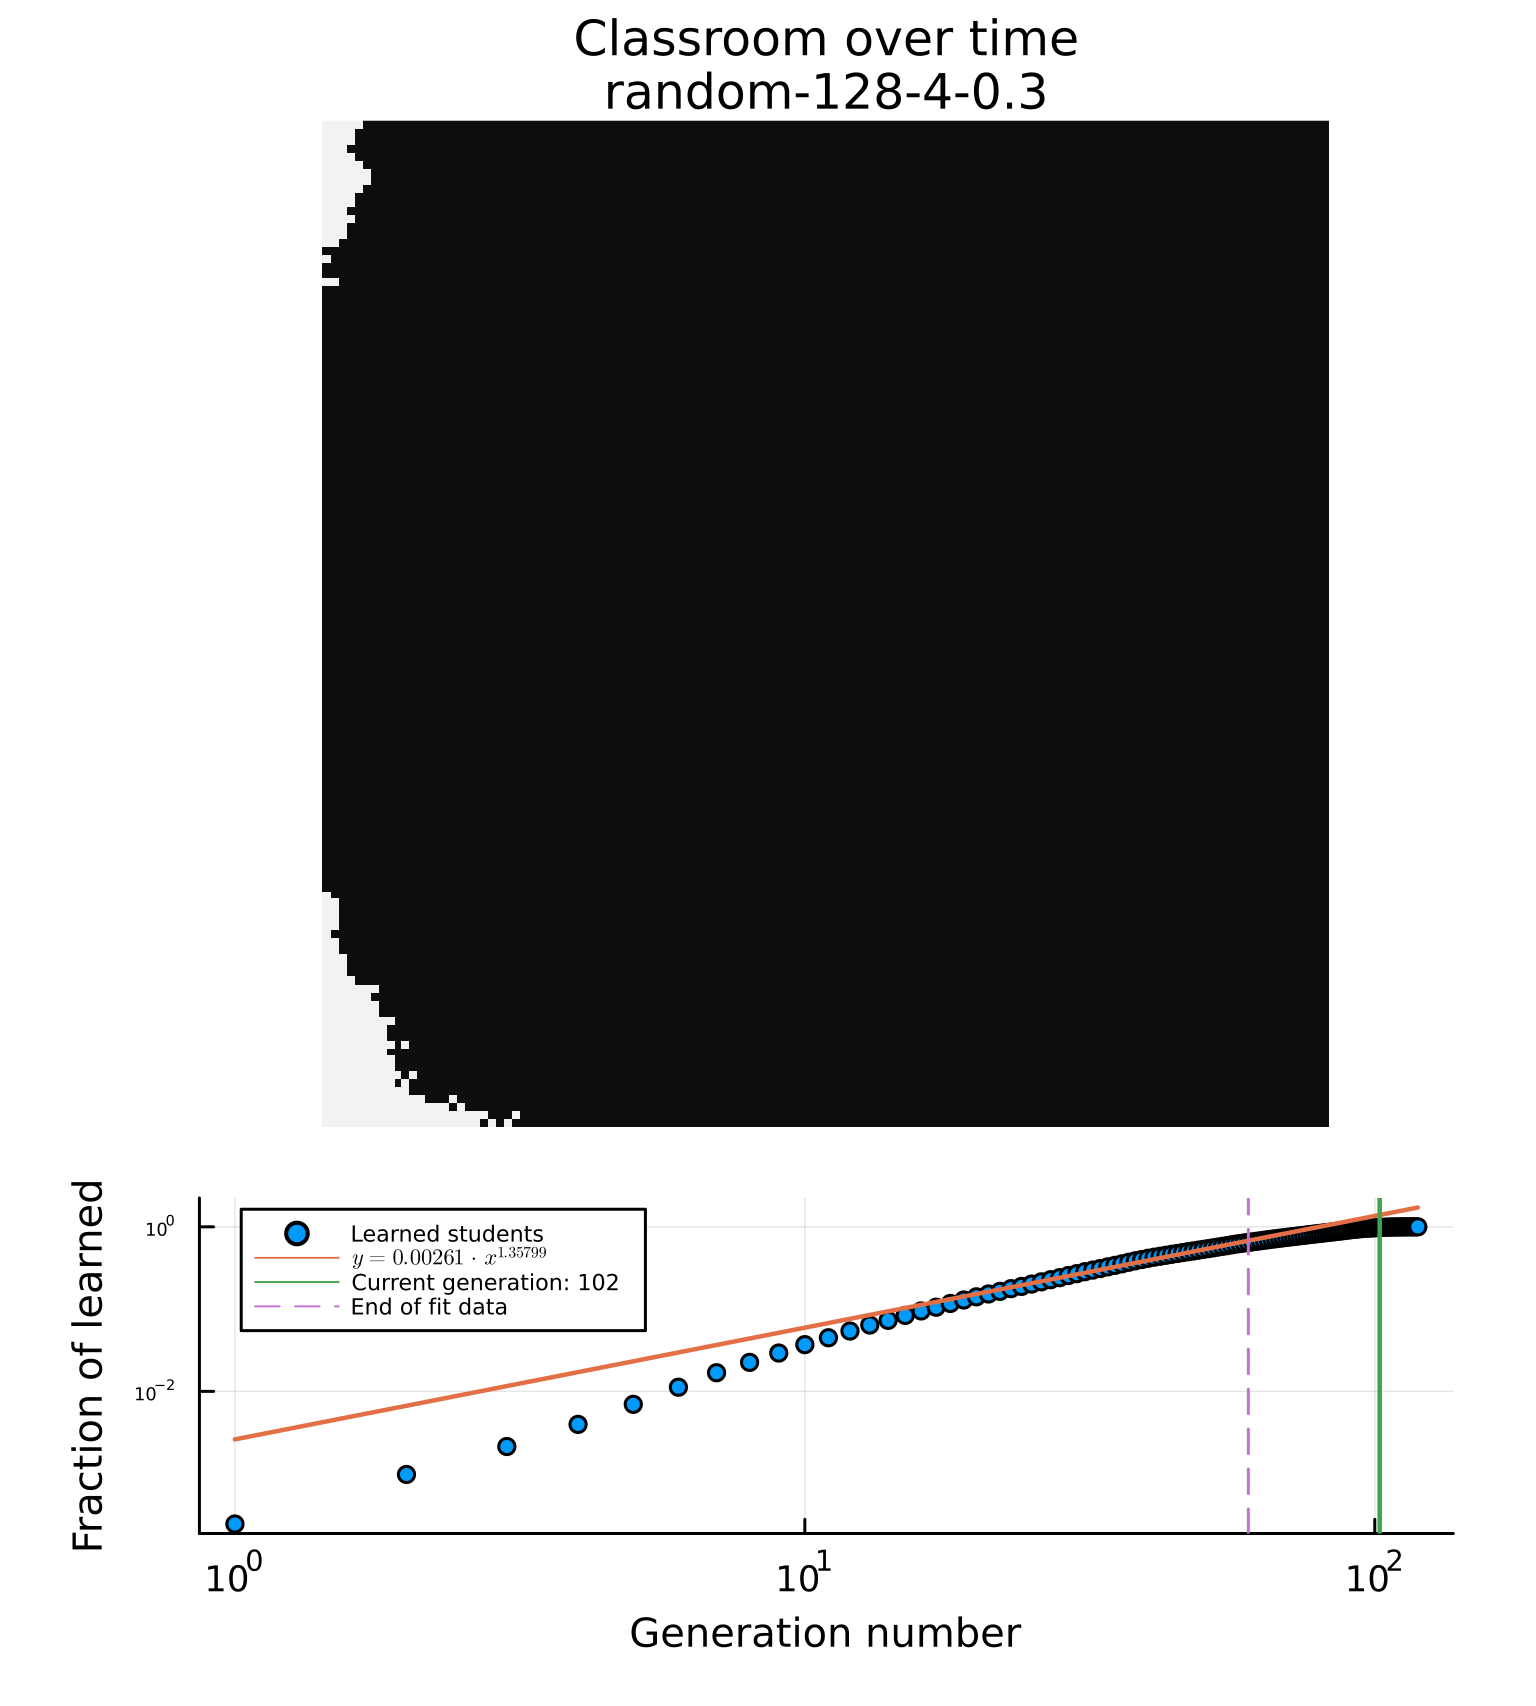 Classroom over time
random-128-4-0.3
Fraction of learned
10^0
10^-2
Learned students
y = 0.00261 · x^1.35799
Current generation: 102
End of fit data
10^0
10^1
10^2
Generation number